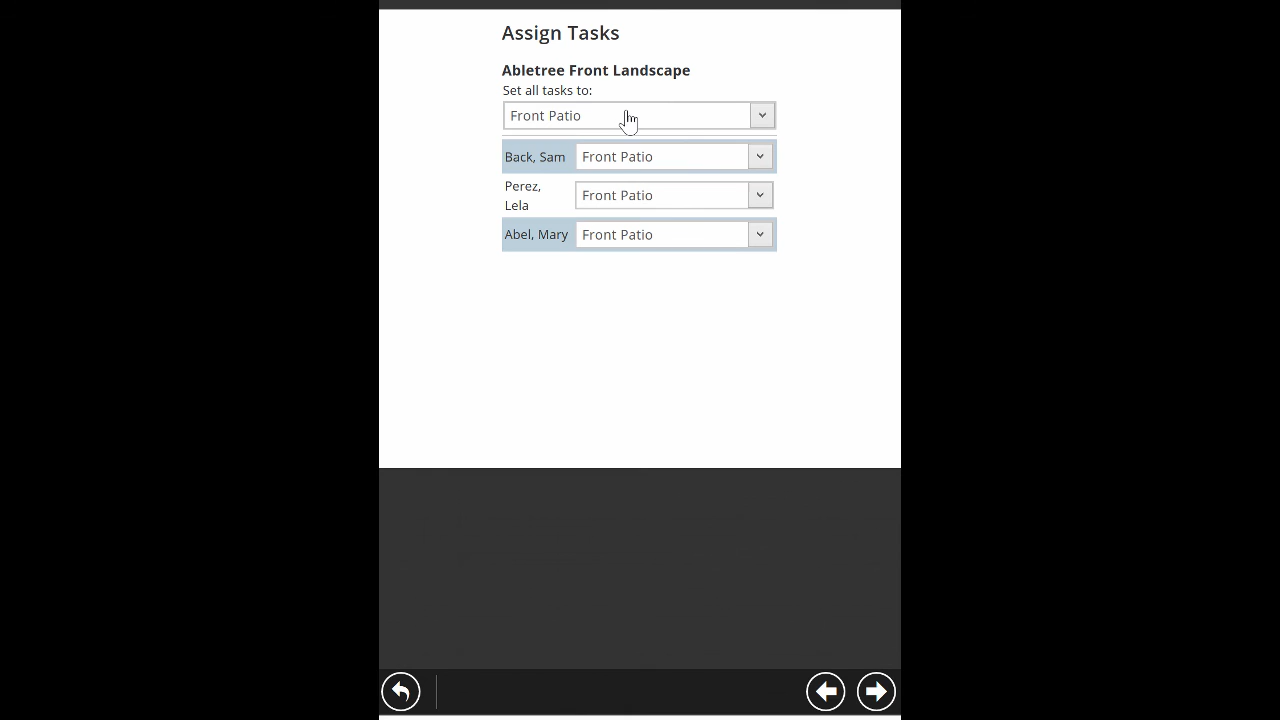 Assign Tasks
Abletree Front Landscape
Set all tasks to:
Front Patio
Back, Sam Front Patio
Perez,
Lela Front Patio
Abel, Mary Front Patio